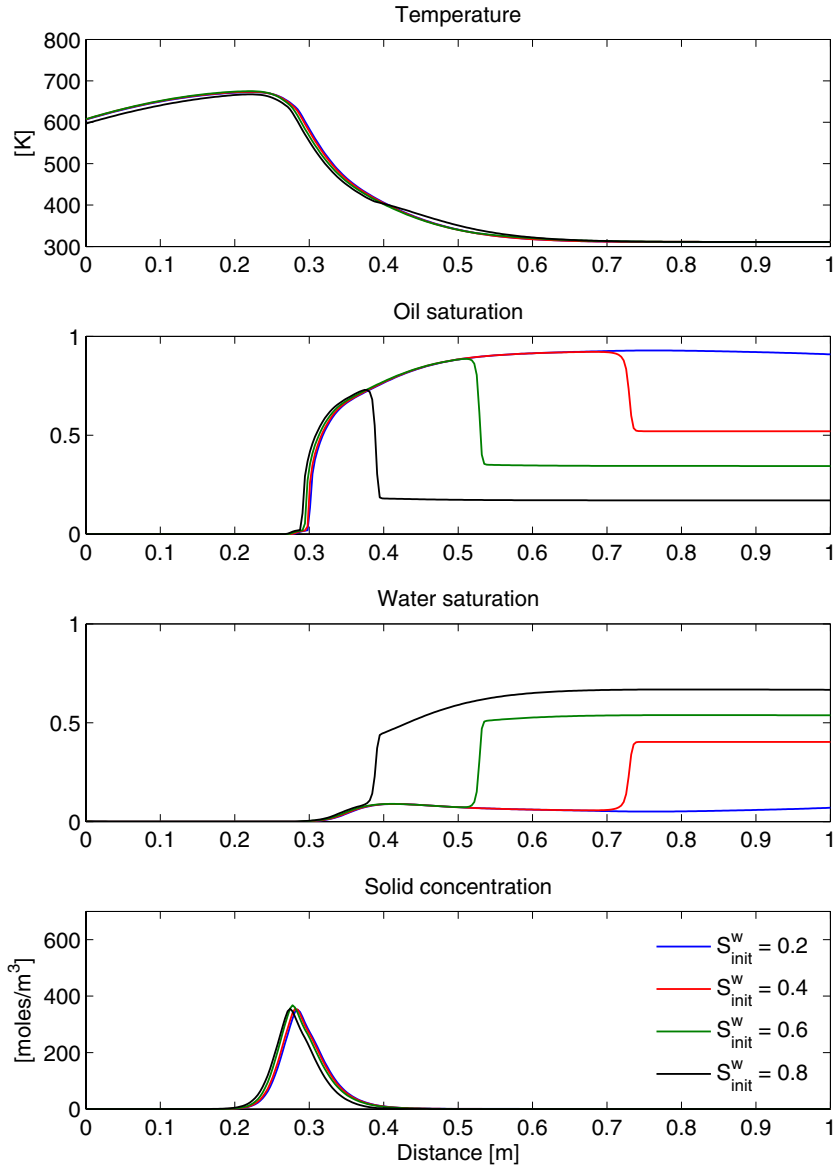 Temperature
800
700
600
500
400
300
[K]
0 0.1 0.2 0.3 0.4 0.5 0.6 0.7 0.8 0.9 1
Oil saturation
1
0.5
0
0 0.1 0.2 0.3 0.4 0.5 0.6 0.7 0.8 0.9 1
Water saturation
1
0.5
0
0 0.1 0.2 0.3 0.4 0.5 0.6 0.7 0.8 0.9 1
Solid concentration
600
400
200
0
[moles/m³]
S^w_init = 0.2
S^w_init = 0.4
S^w_init = 0.6
S^w_init = 0.8
0 0.1 0.2 0.3 0.4 0.5 0.6 0.7 0.8 0.9 1
Distance [m]